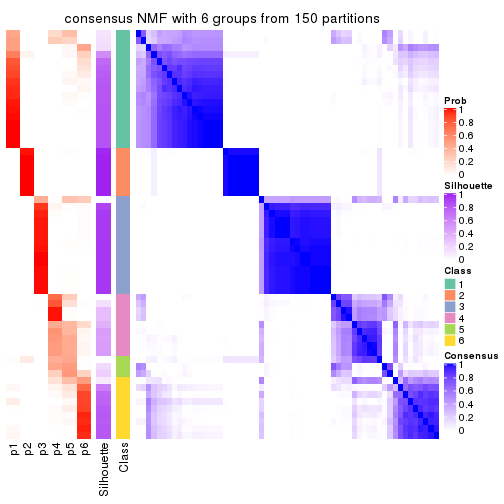 consensus NMF with 6 groups from 150 partitions
Prob
1
0.8
0.6
0.4
0.2
0
Silhouette
1
0.8
0.6
0.4
0.2
0
Class
1
2
3
4
5
6
Consensus
1
0.8
0.6
0.4
0.2
0
p1
p2
p3
p4
p5
p6
Silhouette
Class